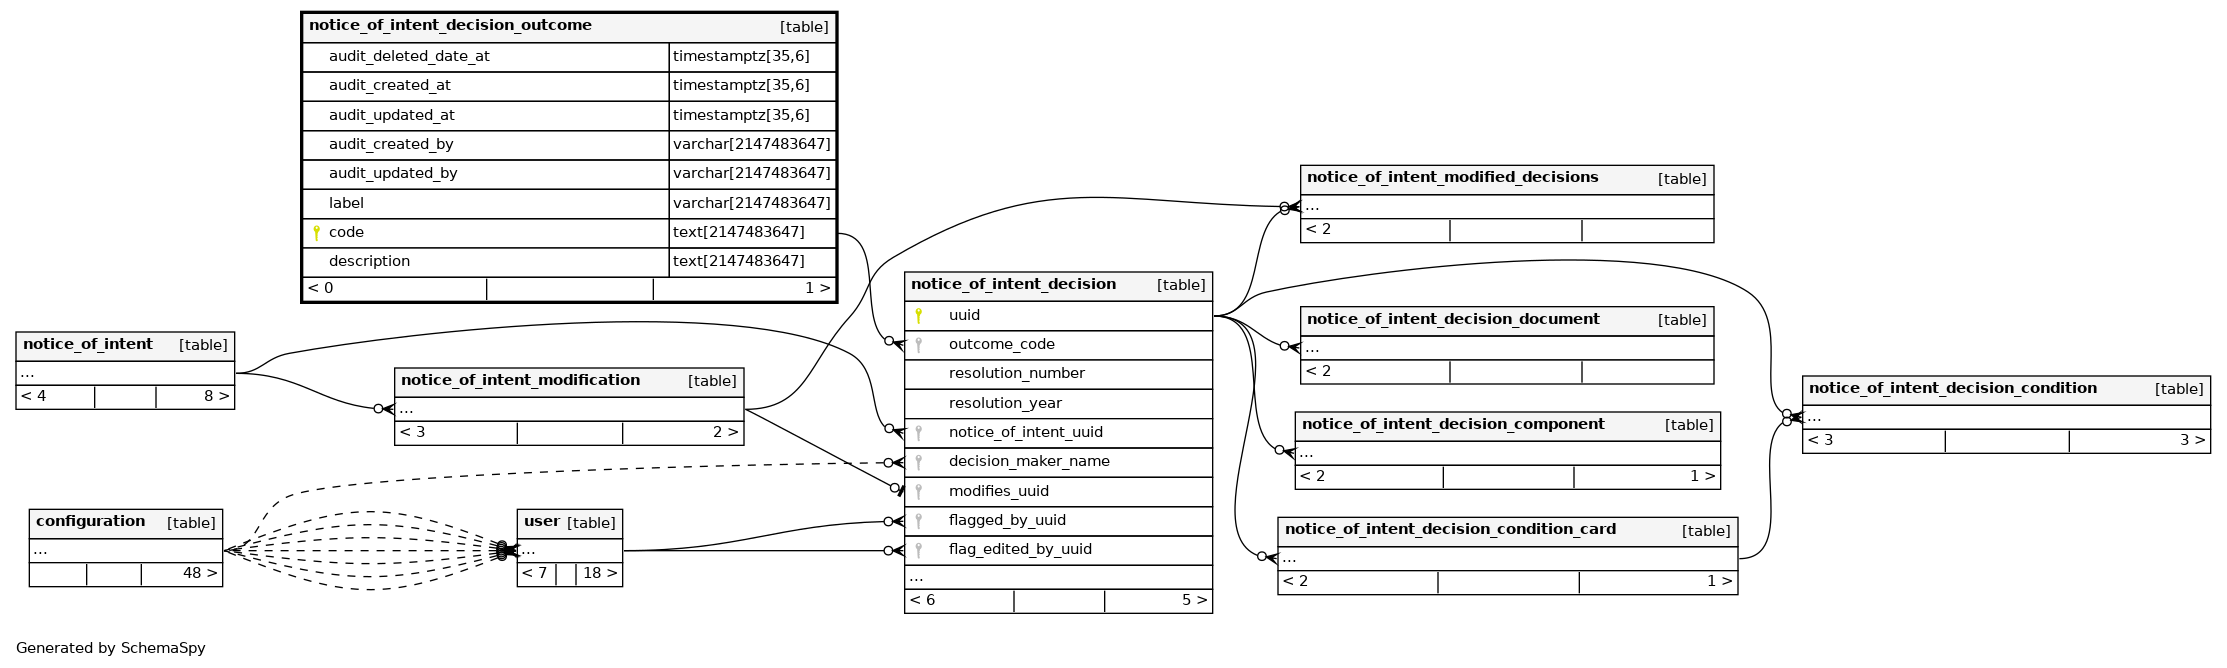 notice_of_intent_decision_outcome [table]
audit_deleted_date_at timestamptz[35,6]
audit_created_at timestamptz[35,6]
audit_updated_at timestamptz[35,6]
audit_created_by varchar[2147483647]
audit_updated_by varchar[2147483647]
label varchar[2147483647]
code text[2147483647]
description text[2147483647]
< 0 1 >
notice_of_intent [table]
...
< 4 8 >
notice_of_intent_modification [table]
...
< 3 2 >
configuration [table]
...
48 >
user [table]
...
< 7 18 >
notice_of_intent_decision [table]
uuid
outcome_code
resolution_number
resolution_year
notice_of_intent_uuid
decision_maker_name
modifies_uuid
flagged_by_uuid
flag_edited_by_uuid
...
< 6 5 >
notice_of_intent_modified_decisions [table]
...
< 2
notice_of_intent_decision_document [table]
...
< 2
notice_of_intent_decision_component [table]
...
< 2 1 >
notice_of_intent_decision_condition_card [table]
...
< 2 1 >
notice_of_intent_decision_condition [table]
...
< 3 3 >
Generated by SchemaSpy